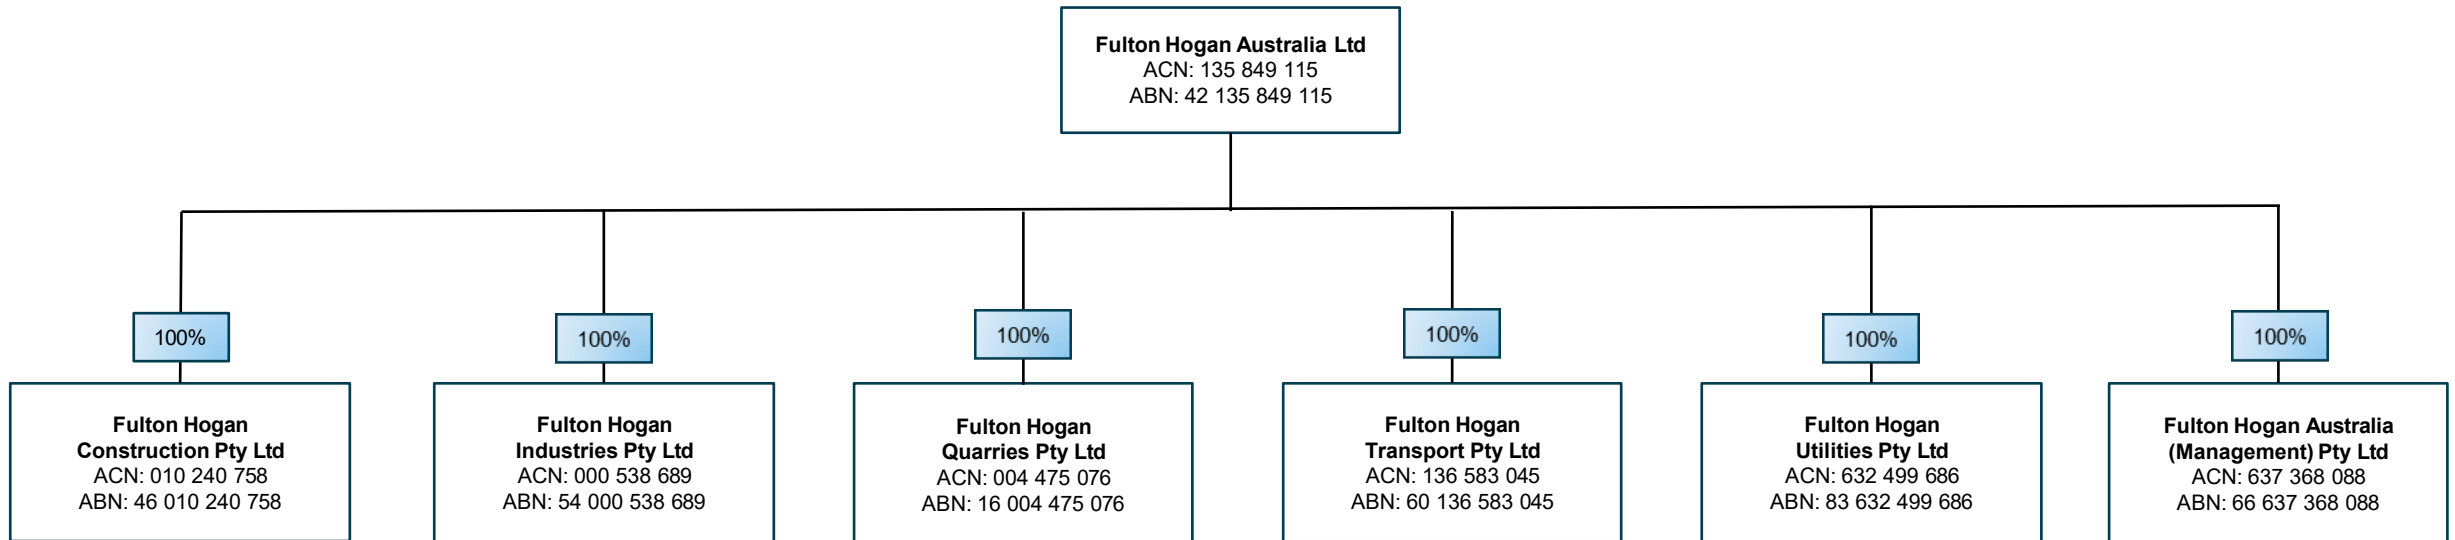 Fulton Hogan Australia Ltd
ACN: 135 849 115
ABN: 42 135 849 115
100%
100%
100%
100%
100%
100%
Fulton Hogan
Construction Pty Ltd
ACN: 010 240 758
ABN: 46 010 240 758
Fulton Hogan
Industries Pty Ltd
ACN: 000 538 689
ABN: 54 000 538 689
Fulton Hogan
Quarries Pty Ltd
ACN: 004 475 076
ABN: 16 004 475 076
Fulton Hogan
Transport Pty Ltd
ACN: 136 583 045
ABN: 60 136 583 045
Fulton Hogan
Utilities Pty Ltd
ACN: 632 499 686
ABN: 83 632 499 686
Fulton Hogan Australia
(Management) Pty Ltd
ACN: 637 368 088
ABN: 66 637 368 088